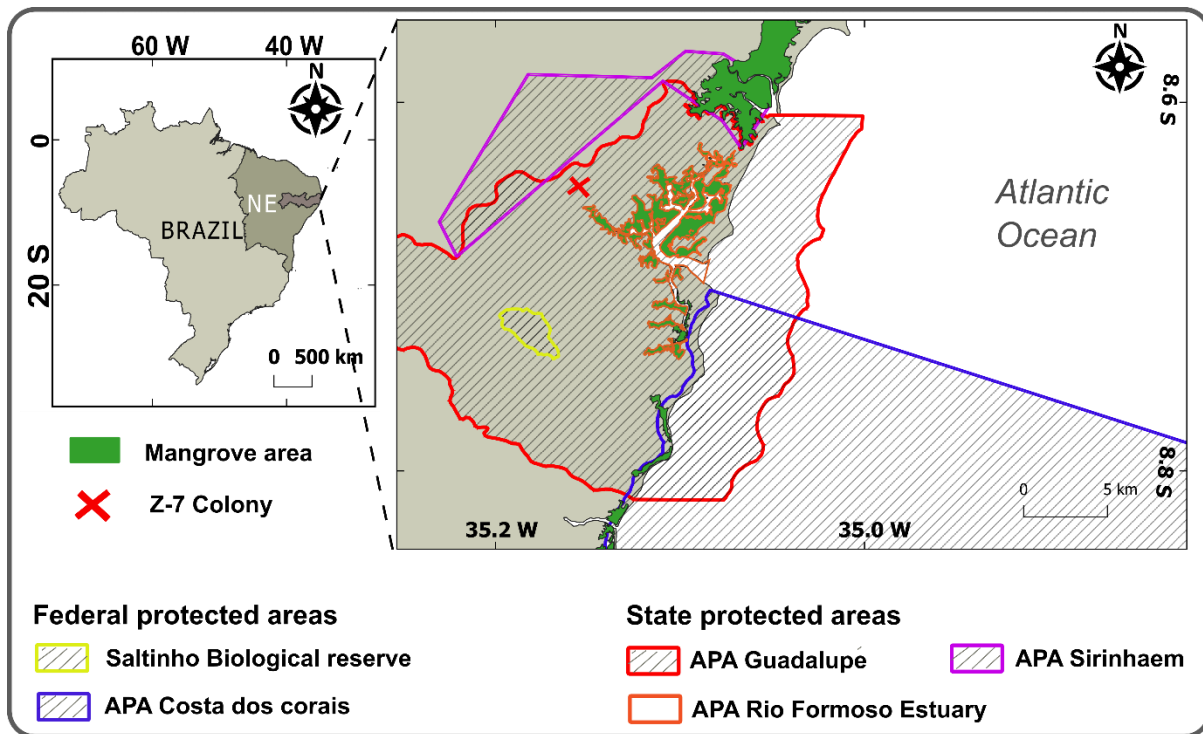 60 W
40 W
N
0
NE
BRAZIL
20 S
0 500 km
N
8.6 S
Atlantic
Ocean
8.8 S
0 5 km
35.2 W
35.0 W
Mangrove area
Z-7 Colony
Federal protected areas
Saltinho Biological reserve
APA Costa dos corais
State protected areas
APA Guadalupe
APA Sirinhaem
APA Rio Formoso Estuary